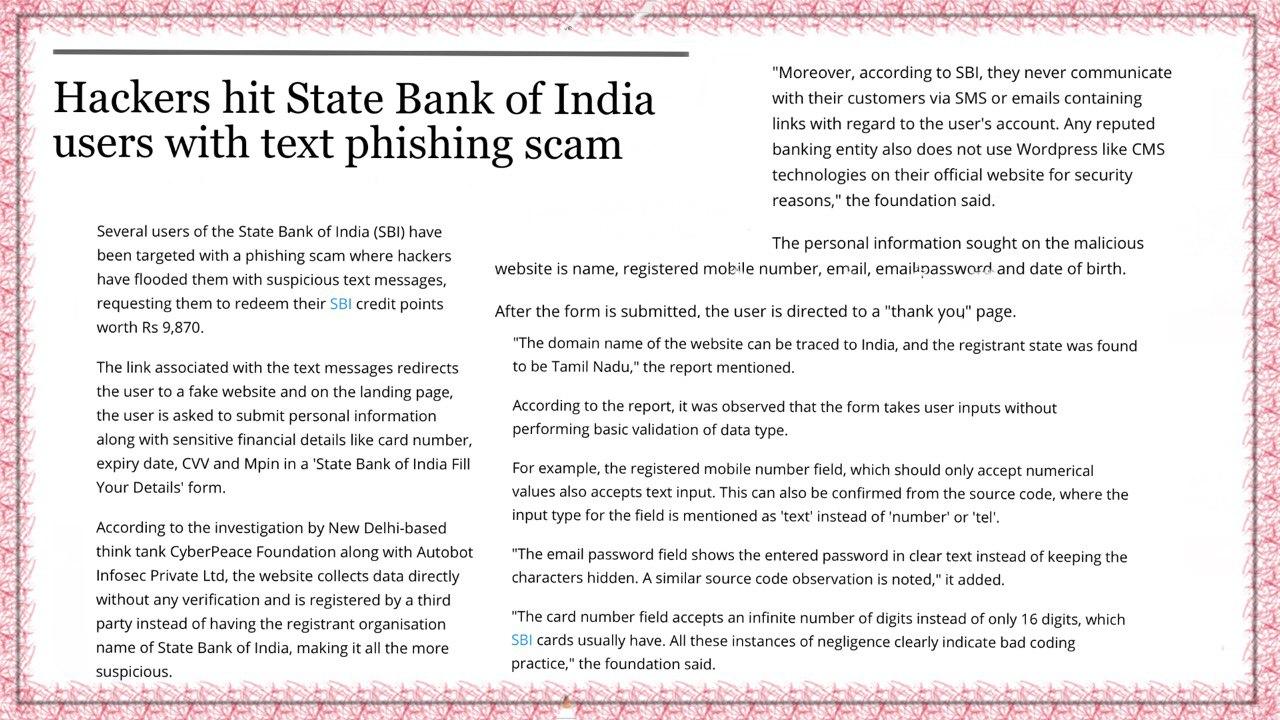 Hackers hit State Bank of India
users with text phishing scam
Several users of the State Bank of India (SBI) have
been targeted with a phishing scam where hackers
have flooded them with suspicious text messages,
requesting them to redeem their SBI credit points
worth Rs 9,870.
The link associated with the text messages redirects
the user to a fake website and on the landing page,
the user is asked to submit personal information
along with sensitive financial details like card number,
expiry date, CVV and Mpin in a 'State Bank of India Fill
Your Details' form.
According to the investigation by New Delhi-based
think tank CyberPeace Foundation along with Autobot
Infosec Private Ltd, the website collects data directly
without any verification and is registered by a third
party instead of having the registrant organisation
name of State Bank of India, making it all the more
suspicious.
"Moreover, according to SBI, they never communicate
with their customers via SMS or emails containing
links with regard to the user's account. Any reputed
banking entity also does not use Wordpress like CMS
technologies on their official website for security
reasons," the foundation said.
The personal information sought on the malicious
website is name, registered mobile number, email, email password and date of birth.
After the form is submitted, the user is directed to a "thank you" page.
"The domain name of the website can be traced to India, and the registrant state was found
to be Tamil Nadu," the report mentioned.
According to the report, it was observed that the form takes user inputs without
performing basic validation of data type.
For example, the registered mobile number field, which should only accept numerical
values also accepts text input. This can also be confirmed from the source code, where the
input type for the field is mentioned as 'text' instead of 'number' or 'tel'.
"The email password field shows the entered password in clear text instead of keeping the
characters hidden. A similar source code observation is noted," it added.
"The card number field accepts an infinite number of digits instead of only 16 digits, which
SBI cards usually have. All these instances of negligence clearly indicate bad coding
practice," the foundation said.